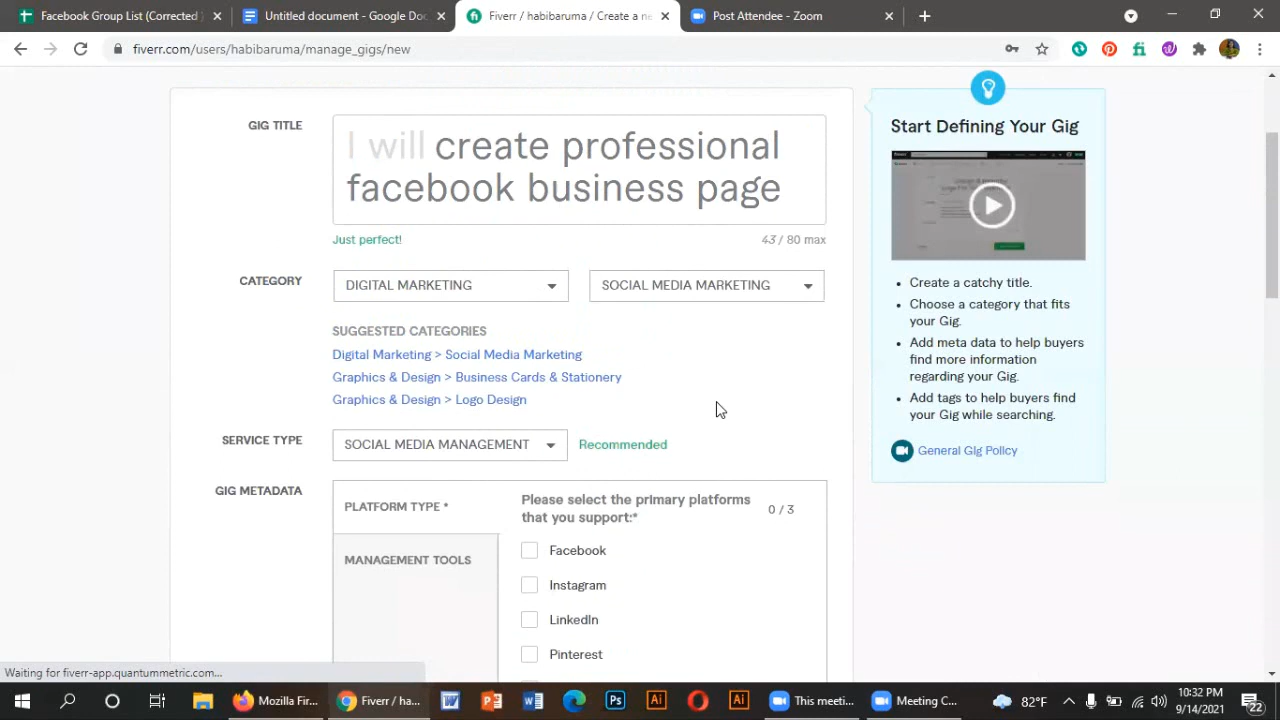 Facebook Group List (Corrected)
Untitled document - Google Doc
Fiverr / habibaruma / Create a ne
Post Attendee - Zoom
fiverr.com/users/habibaruma/manage_gigs/new
GIG TITLE
I will create professional
facebook business page
Just perfect!
43 / 80 max
CATEGORY
DIGITAL MARKETING
SOCIAL MEDIA MARKETING
SUGGESTED CATEGORIES
Digital Marketing > Social Media Marketing
Graphics & Design > Business Cards & Stationery
Graphics & Design > Logo Design
SERVICE TYPE
SOCIAL MEDIA MANAGEMENT
Recommended
GIG METADATA
PLATFORM TYPE *
MANAGEMENT TOOLS
Please select the primary platforms
that you support:*
0 / 3
Facebook
Instagram
LinkedIn
Pinterest
Start Defining Your Gig
• Create a catchy title.
• Choose a category that fits
your Gig.
• Add meta data to help buyers
find more information
regarding your Gig.
• Add tags to help buyers find
your Gig while searching.
General Gig Policy
Waiting for fiverr-app.quantummetric.com...
Mozilla Fir...
Fiverr / ha...
This meeti...
Meeting C...
82°F
10:32 PM
9/14/2021
22